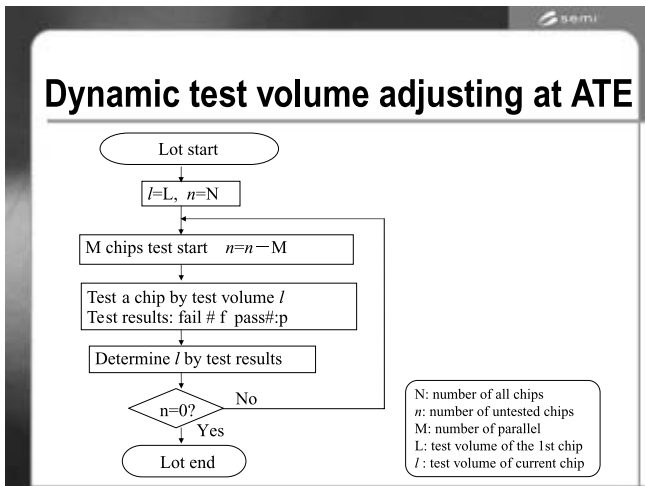 semi
Dynamic test volume adjusting at ATE
Lot start
l=L, n=N
M chips test start n=n－M
Test a chip by test volume l
Test results: fail # f pass#:p
Determine l by test results
n=0?
No
Yes
Lot end
N: number of all chips
n: number of untested chips
M: number of parallel
L: test volume of the 1st chip
l : test volume of current chip